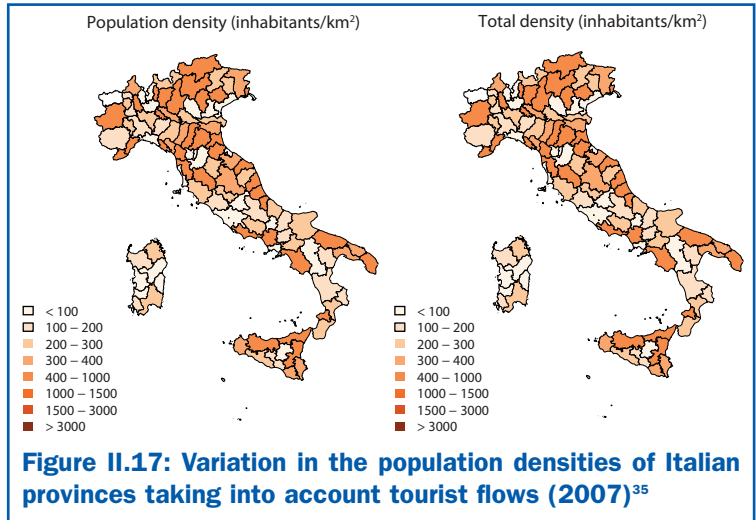 Population density (inhabitants/km²)
Total density (inhabitants/km²)
< 100
100 – 200
200 – 300
300 – 400
400 – 1000
1000 – 1500
1500 – 3000
> 3000
< 100
100 – 200
200 – 300
300 – 400
400 – 1000
1000 – 1500
1500 – 3000
> 3000
Figure II.17: Variation in the population densities of Italian
provinces taking into account tourist flows (2007)³⁵